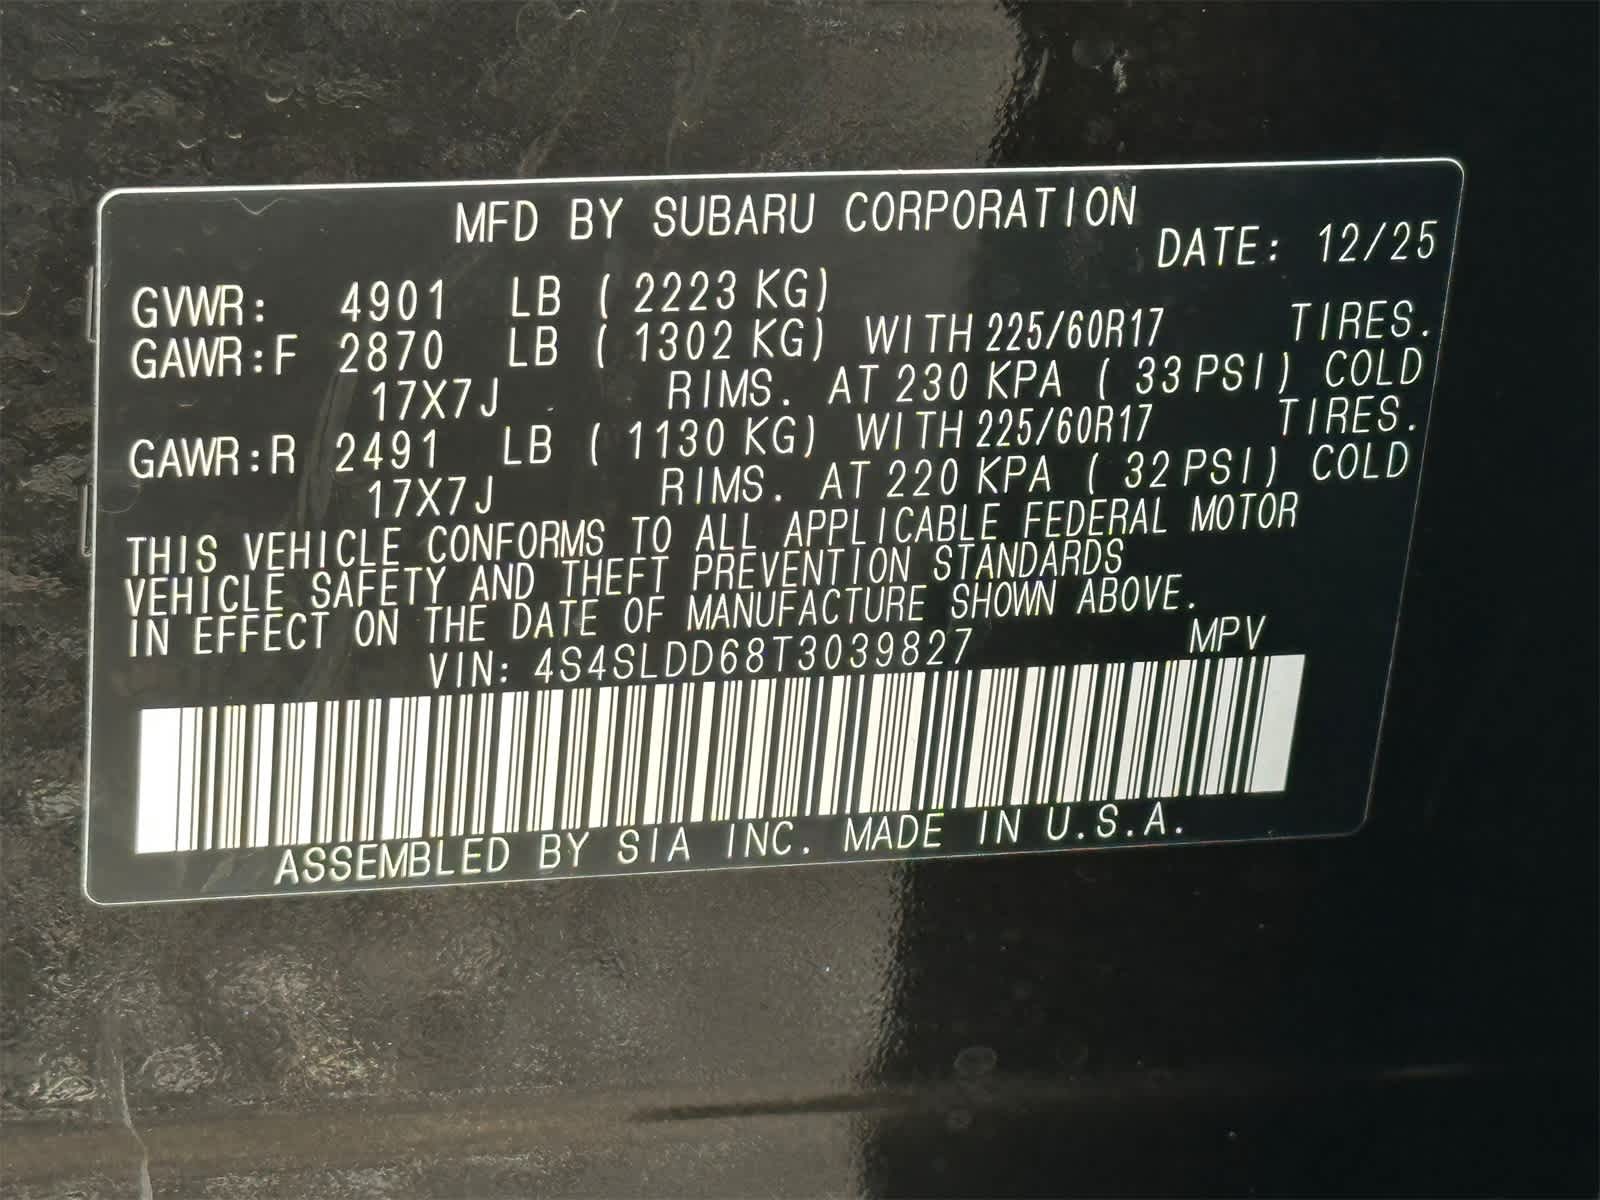 MFD BY SUBARU CORPORATION
DATE: 12/25
GVWR: 4901 LB ( 2223 KG)
GAWR:F 2870 LB ( 1302 KG) WITH 225/60R17 TIRES.
17X7J RIMS. AT 230 KPA ( 33 PSI) COLD
GAWR:R 2491 LB ( 1130 KG) WITH 225/60R17 TIRES.
17X7J RIMS. AT 220 KPA ( 32 PSI) COLD
THIS VEHICLE CONFORMS TO ALL APPLICABLE FEDERAL MOTOR
VEHICLE SAFETY AND THEFT PREVENTION STANDARDS
IN EFFECT ON THE DATE OF MANUFACTURE SHOWN ABOVE.
VIN: 4S4SLDD68T3039827 MPV
ASSEMBLED BY SIA INC. MADE IN U.S.A.